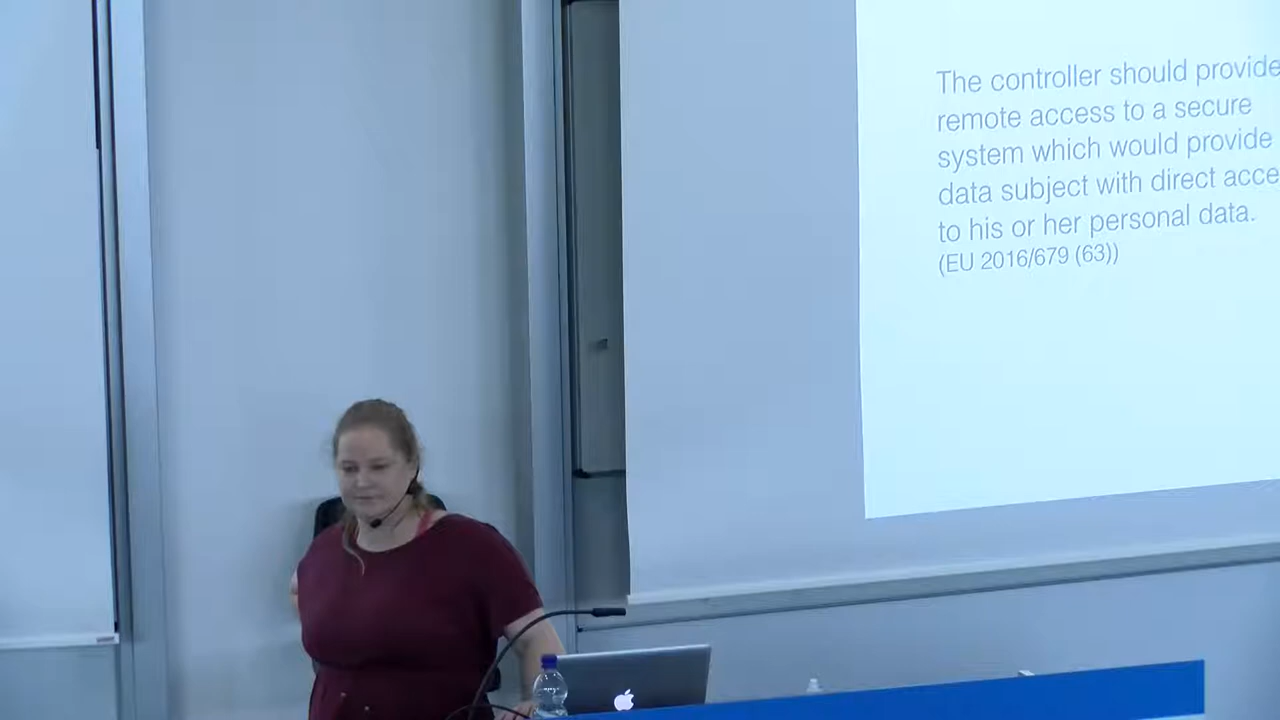 The controller should provide
remote access to a secure
system which would provide
data subject with direct
to his or her personal data.
(EU 2016/679 (63))